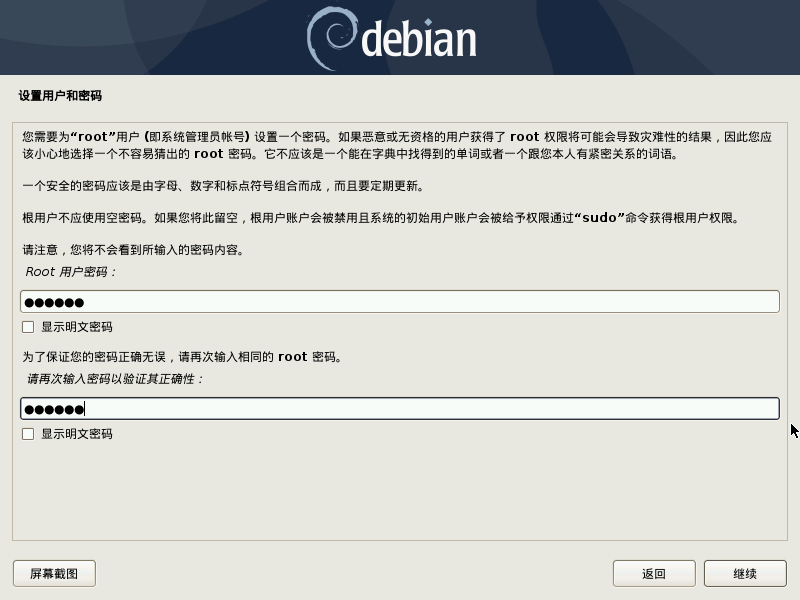 debian
设置用户和密码
您需要为“root”用户 (即系统管理员帐号) 设置一个密码。如果恶意或无资格的用户获得了 root 权限将可能会导致灾难性的结果，因此您应
该小心地选择一个不容易猜出的 root 密码。它不应该是一个能在字典中找得到的单词或者一个跟您本人有紧密关系的词语。
一个安全的密码应该是由字母、数字和标点符号组合而成，而且要定期更新。
根用户不应使用空密码。如果您将此留空，根用户账户会被禁用且系统的初始用户账户会被给予权限通过“sudo”命令获得根用户权限。
请注意，您将不会看到所输入的密码内容。
Root 用户密码：
●●●●●●
显示明文密码
为了保证您的密码正确无误，请再次输入相同的 root 密码。
请再次输入密码以验证其正确性：
●●●●●●
显示明文密码
屏幕截图
返回
继续